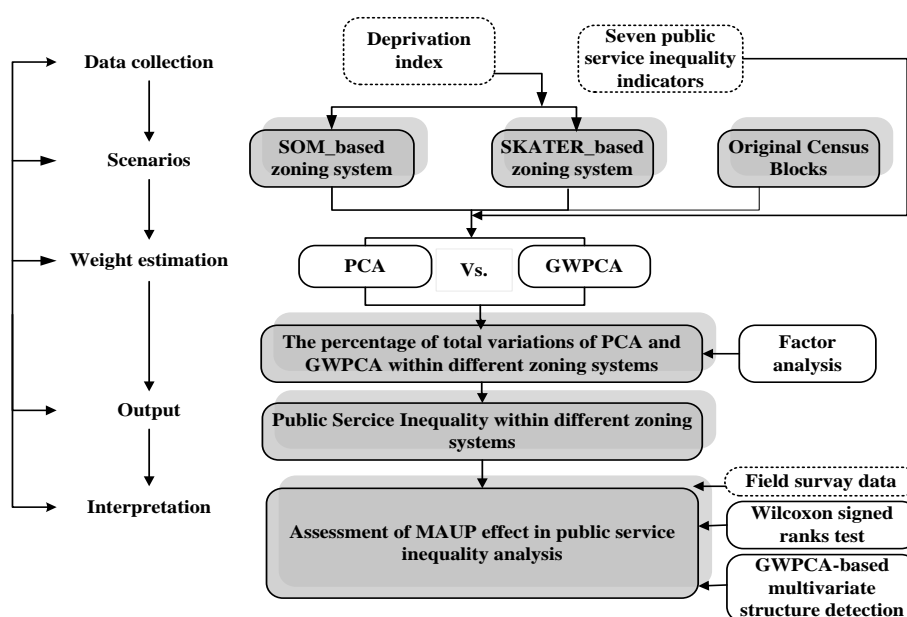 Data collection
Scenarios
Weight estimation
Output
Interpretation
Deprivation
index
Seven public
service inequality
indicators
SOM_based
zoning system
SKATER_based
zoning system
Original Census
Blocks
PCA
Vs.
GWPCA
The percentage of total variations of PCA and
GWPCA within different zoning systems
Factor
analysis
Public Sercice Inequality within different zoning
systems
Assessment of MAUP effect in public service
inequality analysis
Field survay data
Wilcoxon signed
ranks test
GWPCA-based
multivariate
structure detection